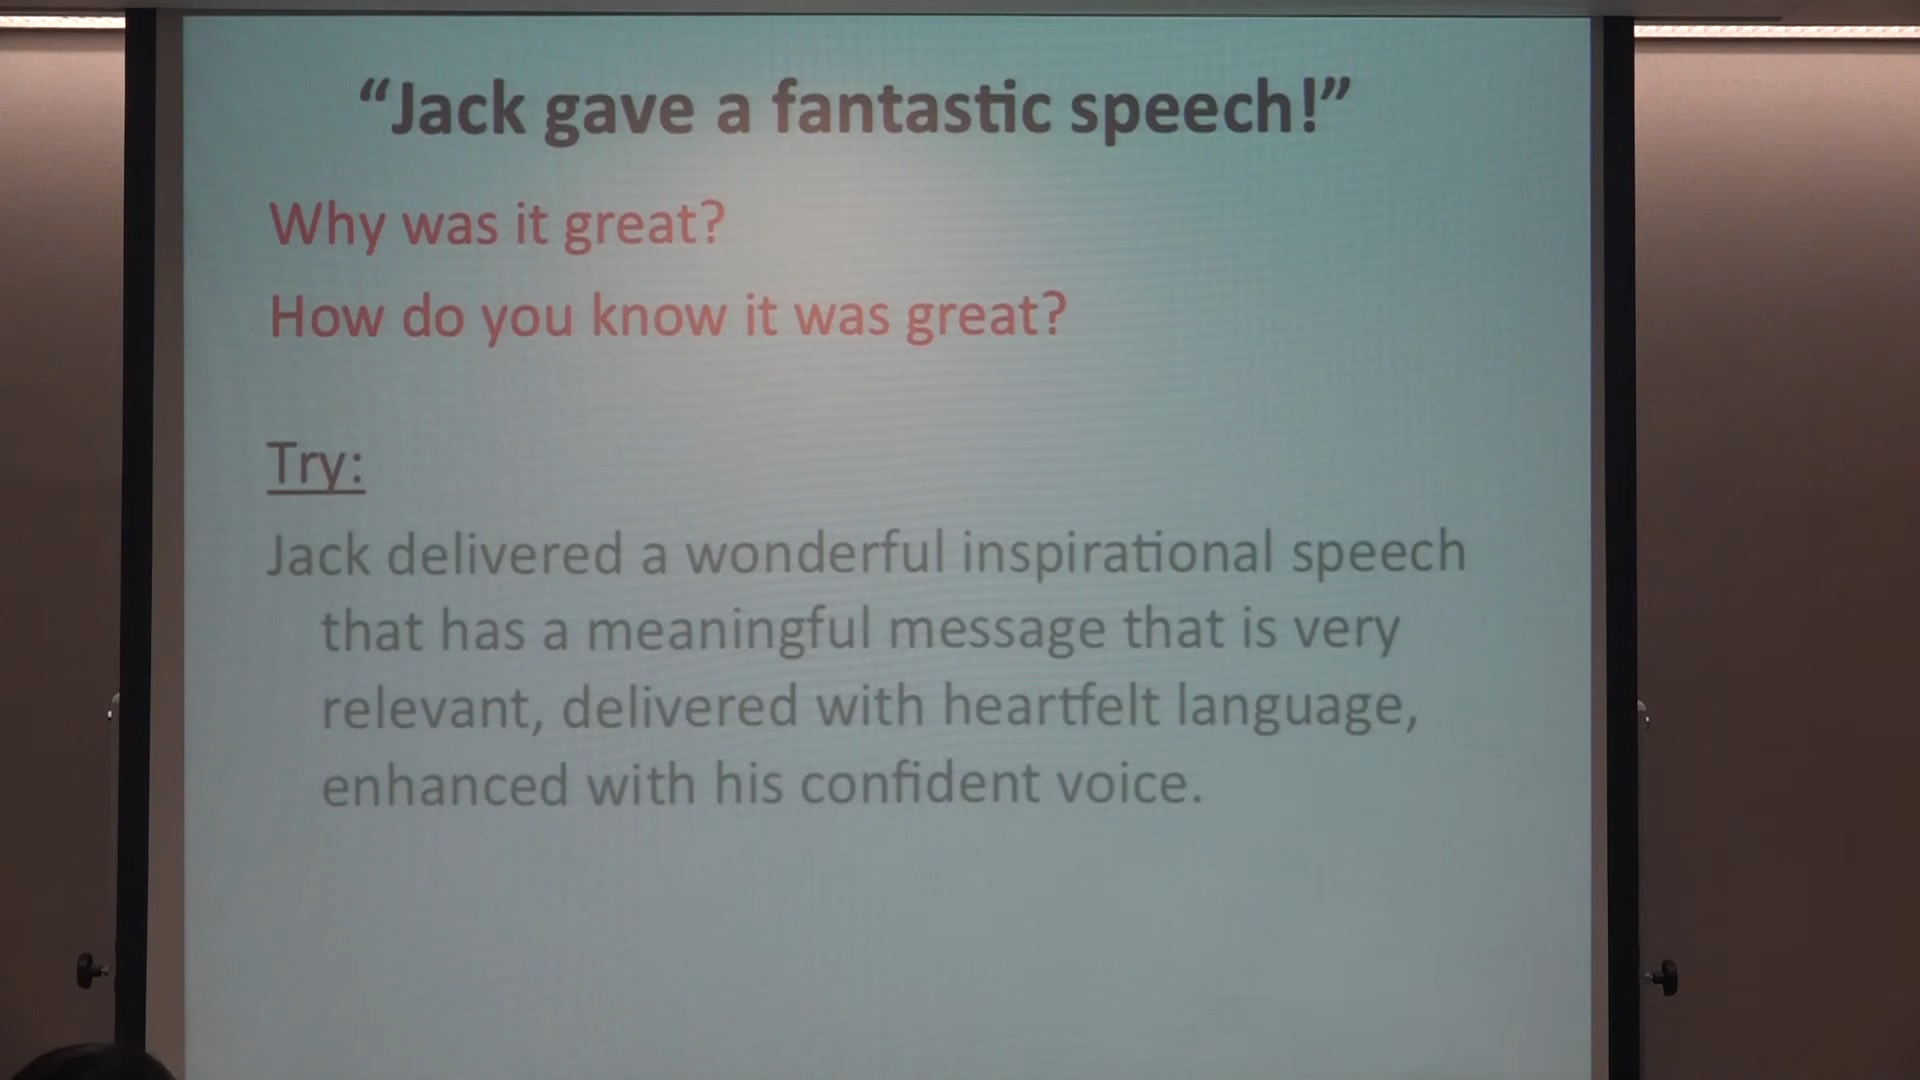 “Jack gave a fantastic speech!”
Why was it great?
How do you know it was great?
Try:
Jack delivered a wonderful inspirational speech
that has a meaningful message that is very
relevant, delivered with heartfelt language,
enhanced with his confident voice.